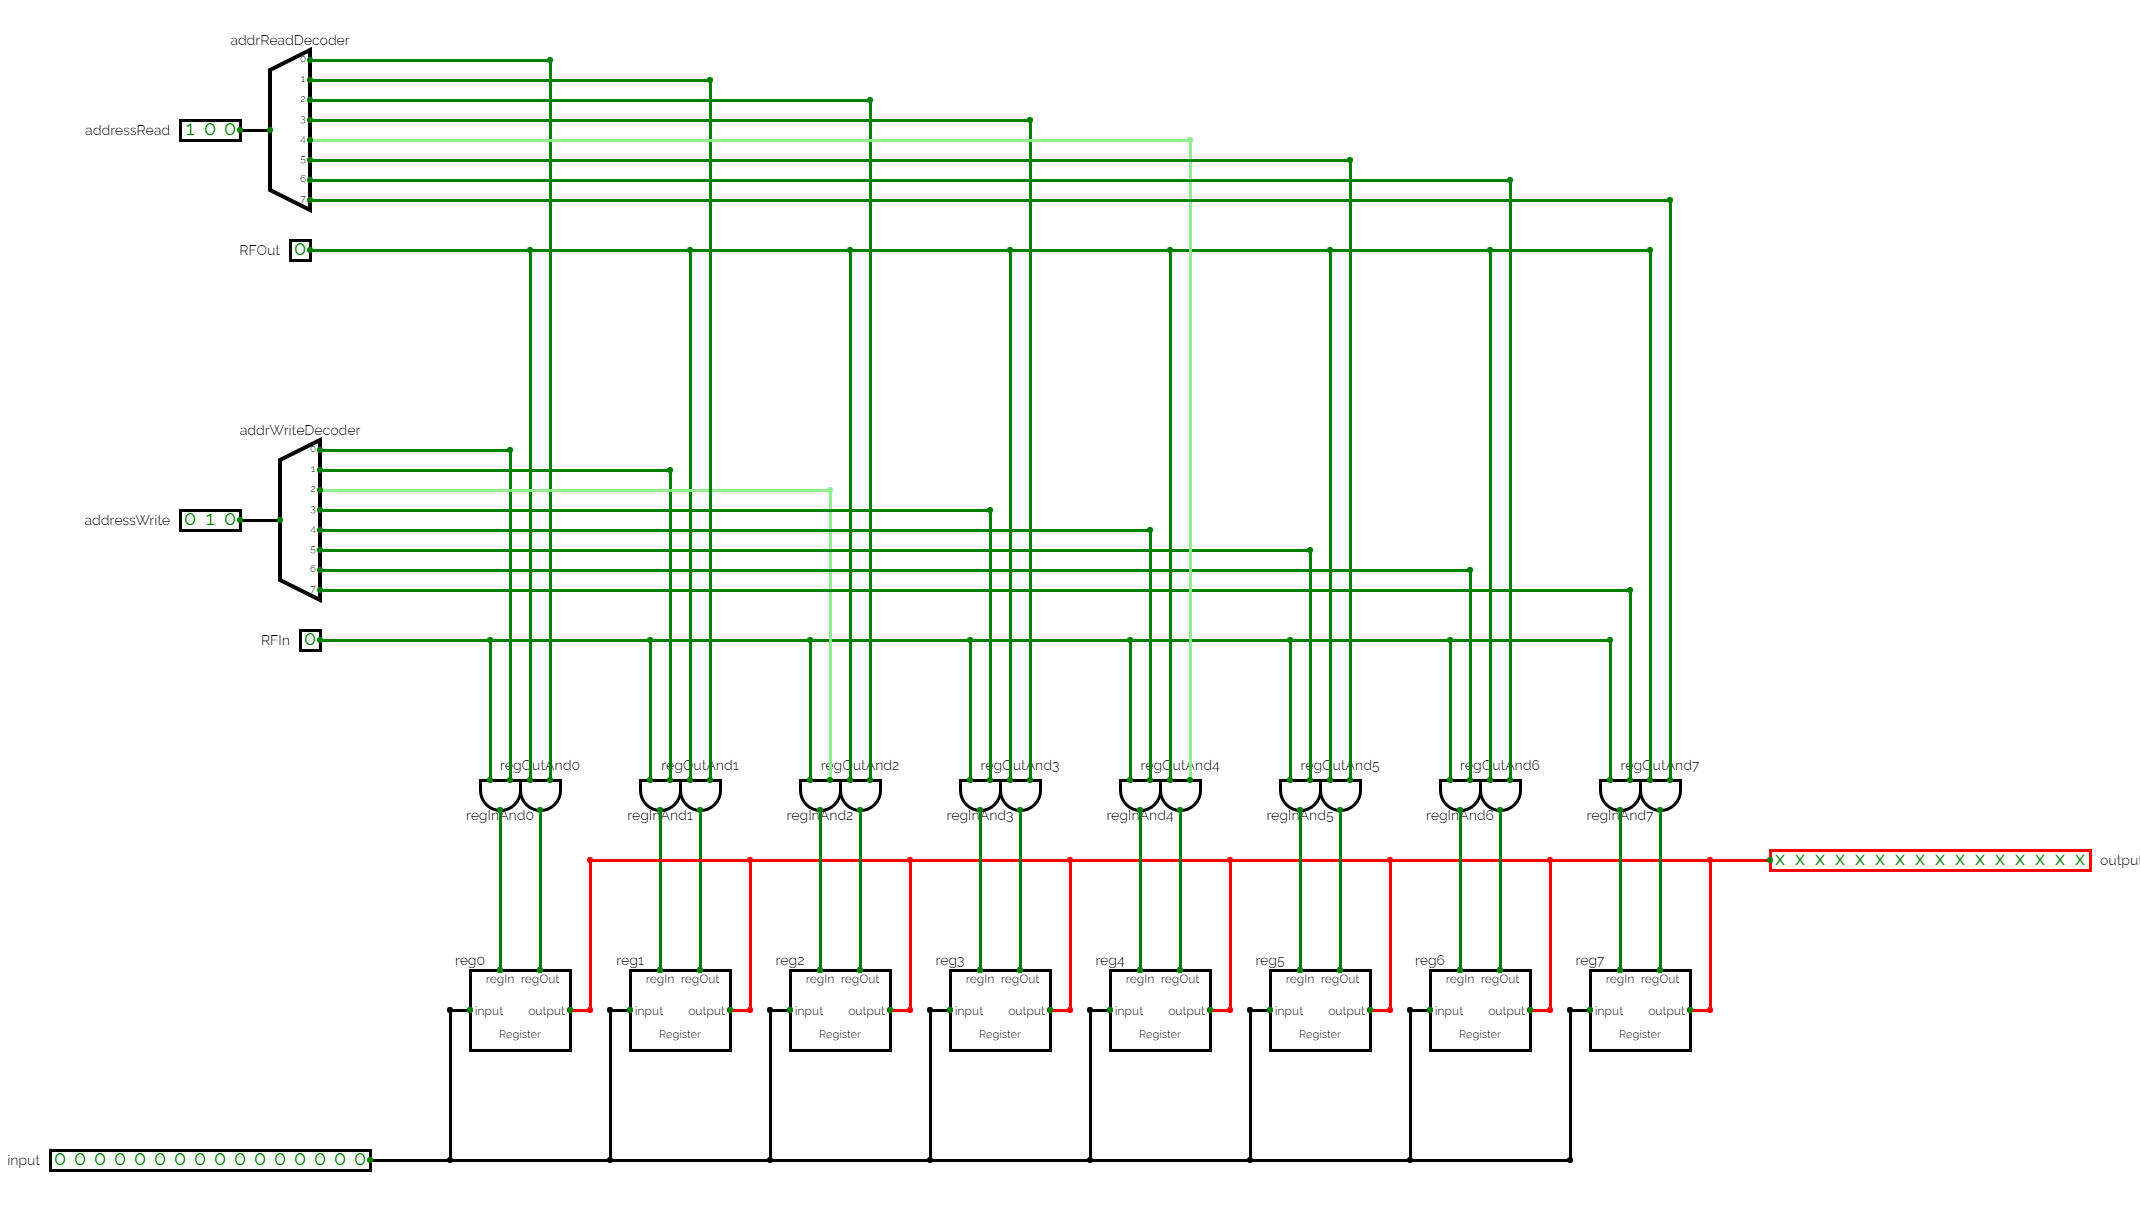 addrReadDecoder
0
1
2
3
4
5
6
7
addressRead 1 0 0
RFOut 0
addrWriteDecoder
0
1
2
3
4
5
6
7
addressWrite 0 1 0
RFIn 0
regOutAnd0 regOutAnd1 regOutAnd2 regOutAnd3 regOutAnd4 regOutAnd5 regOutAnd6 regOutAnd7
regInAnd0 regInAnd1 regInAnd2 regInAnd3 regInAnd4 regInAnd5 regInAnd6 regInAnd7
x x x x x x x x x x x x x x x x output
reg0 reg1 reg2 reg3 reg4 reg5 reg6 reg7
regIn regOut regIn regOut regIn regOut regIn regOut regIn regOut regIn regOut regIn regOut regIn regOut
input output input output input output input output input output input output input output input output
Register Register Register Register Register Register Register Register
input 0 0 0 0 0 0 0 0 0 0 0 0 0 0 0 0